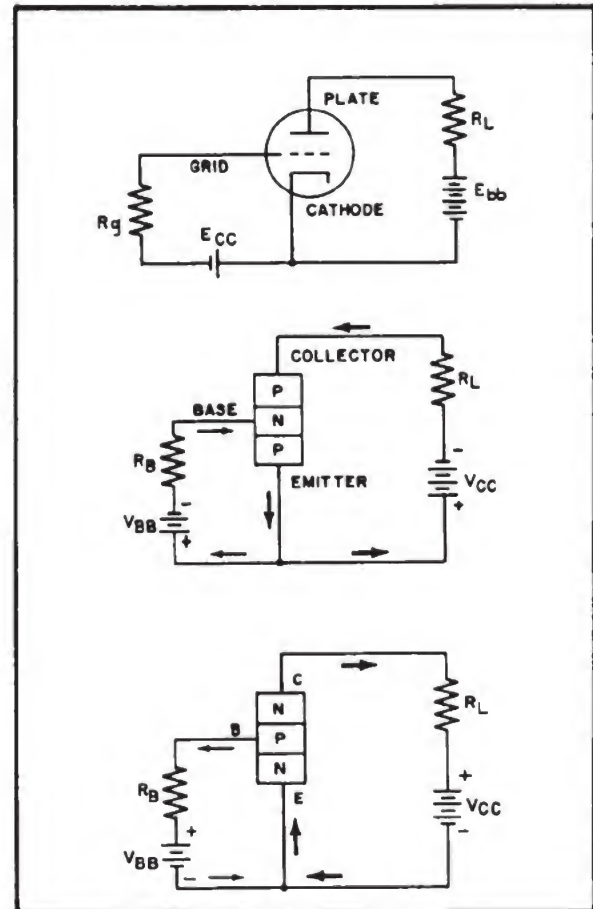 PLATE
RL
GRID
Ebb
CATHODE
Rg
ECC
COLLECTOR
RL
P
BASE
N
P
RB
EMITTER
-
VCC
-
VBB
+
+
C
N
RL
B
P
N
RB
E
+
+
VCC
VBB
-
-